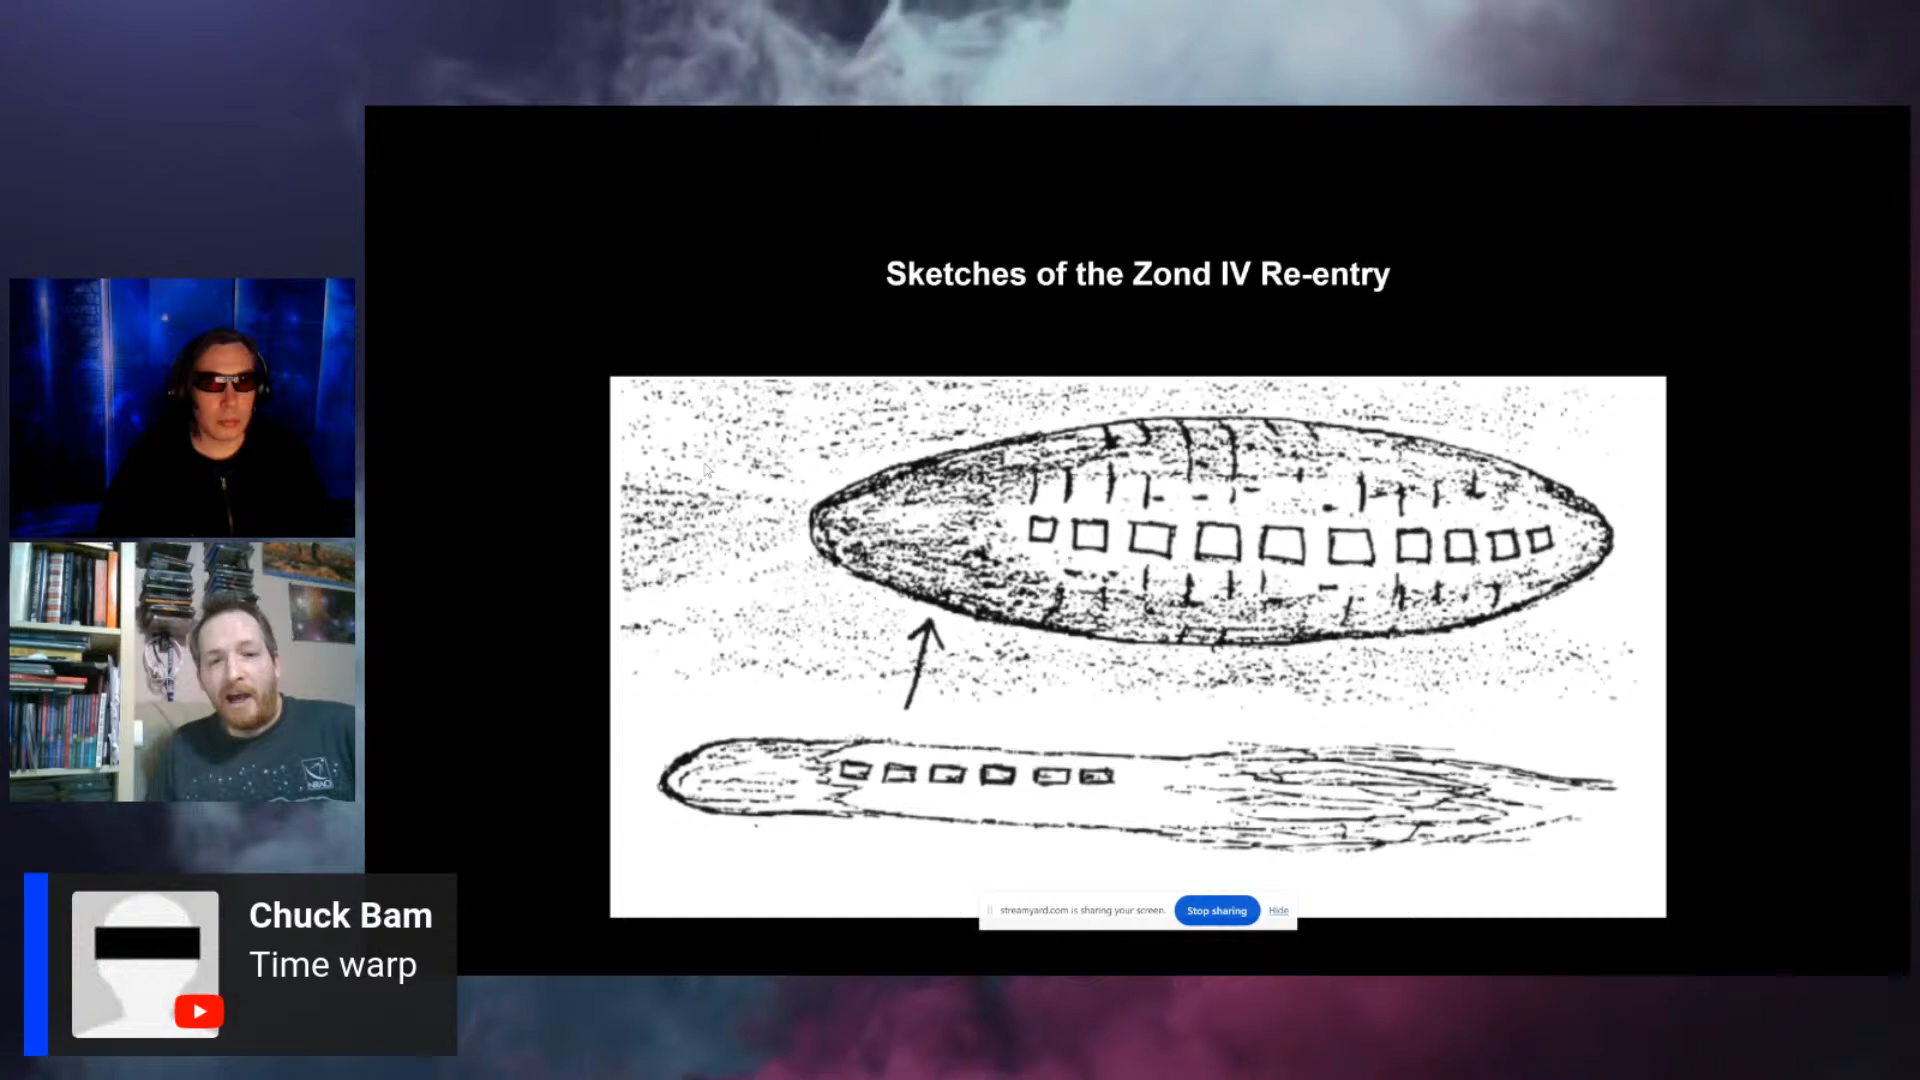 Sketches of the Zond IV Re-entry
NRAO
streamyard.com is sharing your screen.
Stop sharing
Hide
Chuck Bam
Time warp